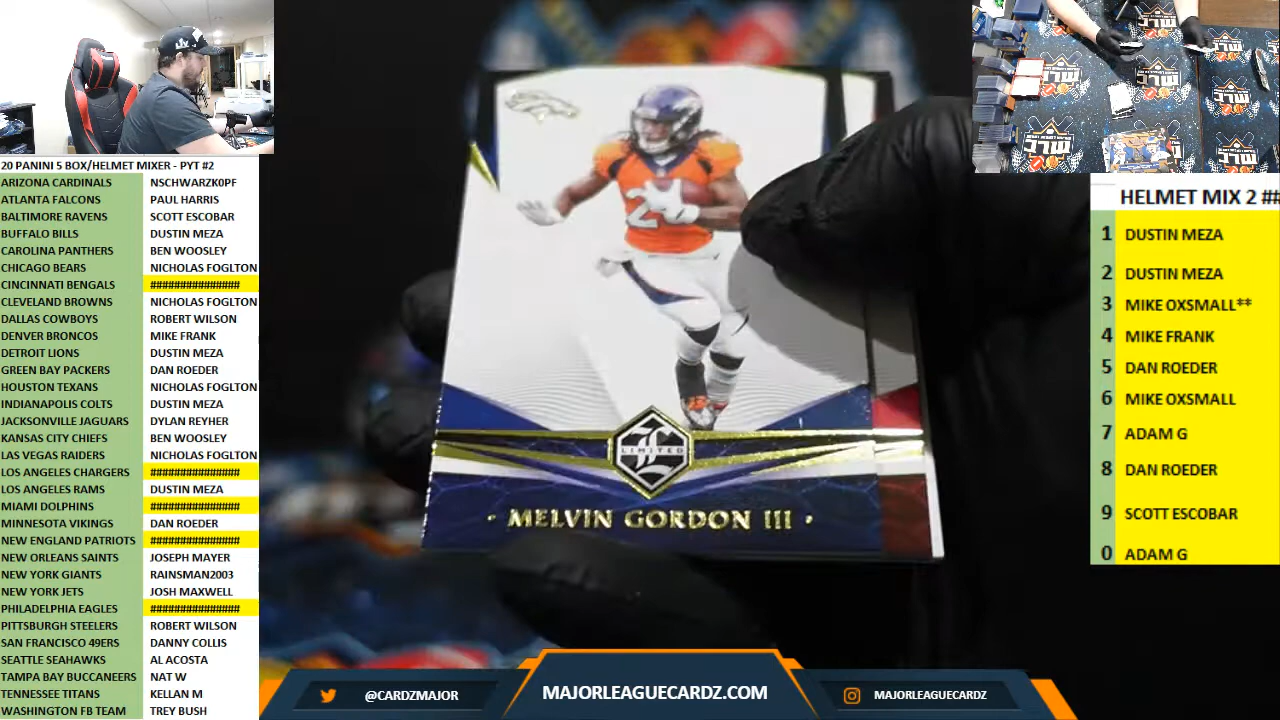 20 PANINI 5 BOX/HELMET MIXER - PYT #2
ARIZONA CARDINALS NSCHWARZK0PF
ATLANTA FALCONS PAUL HARRIS
BALTIMORE RAVENS SCOTT ESCOBAR
BUFFALO BILLS DUSTIN MEZA
CAROLINA PANTHERS BEN WOOSLEY
CHICAGO BEARS NICHOLAS FOGLTON
CINCINNATI BENGALS ###############
CLEVELAND BROWNS NICHOLAS FOGLTON
DALLAS COWBOYS ROBERT WILSON
DENVER BRONCOS MIKE FRANK
DETROIT LIONS DUSTIN MEZA
GREEN BAY PACKERS DAN ROEDER
HOUSTON TEXANS NICHOLAS FOGLTON
INDIANAPOLIS COLTS DUSTIN MEZA
JACKSONVILLE JAGUARS DYLAN REYHER
KANSAS CITY CHIEFS BEN WOOSLEY
LAS VEGAS RAIDERS NICHOLAS FOGLTON
LOS ANGELES CHARGERS ###############
LOS ANGELES RAMS DUSTIN MEZA
MIAMI DOLPHINS ###############
MINNESOTA VIKINGS DAN ROEDER
NEW ENGLAND PATRIOTS ###############
NEW ORLEANS SAINTS JOSEPH MAYER
NEW YORK GIANTS RAINSMAN2003
NEW YORK JETS JOSH MAXWELL
PHILADELPHIA EAGLES ###############
PITTSBURGH STEELERS ROBERT WILSON
SAN FRANCISCO 49ERS DANNY COLLIS
SEATTLE SEAHAWKS AL ACOSTA
TAMPA BAY BUCCANEERS NAT W
TENNESSEE TITANS KELLAN M
WASHINGTON FB TEAM TREY BUSH
LIMITED
MELVIN GORDON III
HELMET MIX 2 ##
1 DUSTIN MEZA
2 DUSTIN MEZA
3 MIKE OXSMALL**
4 MIKE FRANK
5 DAN ROEDER
6 MIKE OXSMALL
7 ADAM G
8 DAN ROEDER
9 SCOTT ESCOBAR
0 ADAM G
@CARDZMAJOR
MAJORLEAGUECARDZ.COM
MAJORLEAGUECARDZ